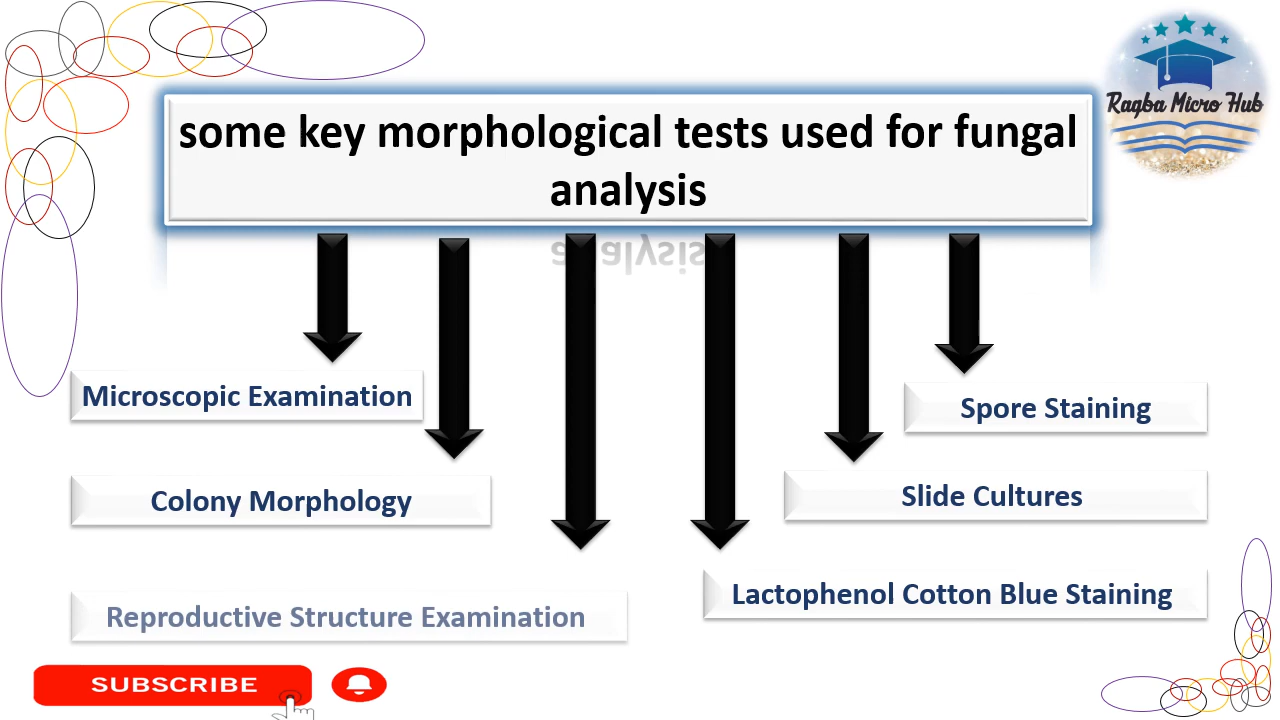 Ragba Micro Hub
some key morphological tests used for fungal
analysis
Microscopic Examination
Colony Morphology
Reproductive Structure Examination
Spore Staining
Slide Cultures
Lactophenol Cotton Blue Staining
SUBSCRIBE